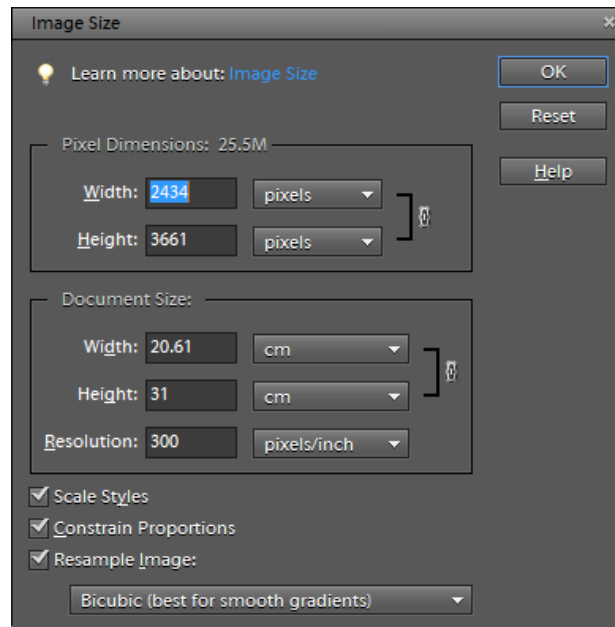 Image Size
Learn more about: Image Size
OK
Reset
Help
Pixel Dimensions: 25.5M
Width: 2434 pixels
Height: 3661 pixels
Document Size:
Width: 20.61 cm
Height: 31 cm
Resolution: 300 pixels/inch
Scale Styles
Constrain Proportions
Resample Image:
Bicubic (best for smooth gradients)